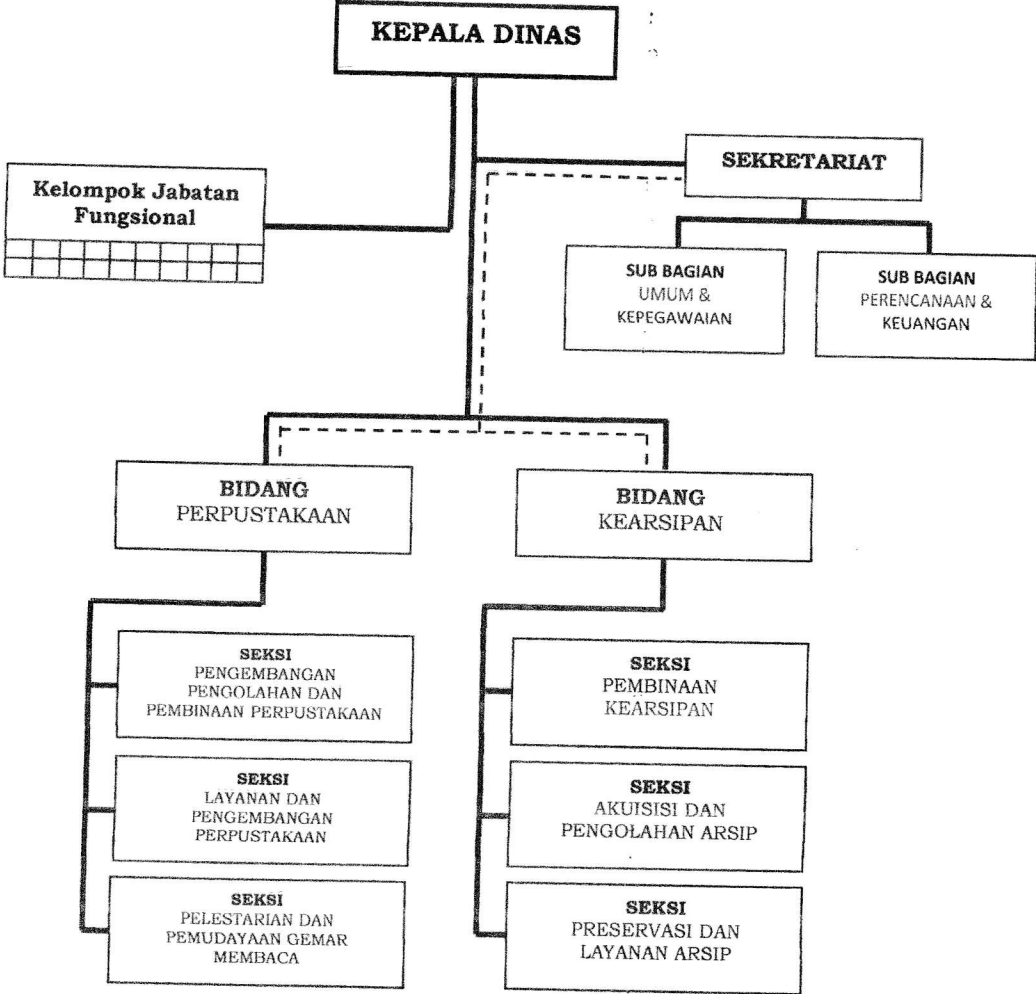 KEPALA DINAS
SEKRETARIAT
Kelompok Jabatan
Fungsional
SUB BAGIAN
UMUM &
KEPEGAWAIAN
SUB BAGIAN
PERENCANAAN &
KEUANGAN
BIDANG
PERPUSTAKAAN
BIDANG
KEARSIPAN
SEKSI
PENGEMBANGAN
PENGOLAHAN DAN
PEMBINAAN PERPUSTAKAAN
SEKSI
LAYANAN DAN
PENGEMBANGAN
PERPUSTAKAAN
SEKSI
PELESTARIAN DAN
PEMUDAYAAN GEMAR
MEMBACA
SEKSI
PEMBINAAN
KEARSIPAN
SEKSI
AKUISISI DAN
PENGOLAHAN ARSIP
SEKSI
PRESERVASI DAN
LAYANAN ARSIP